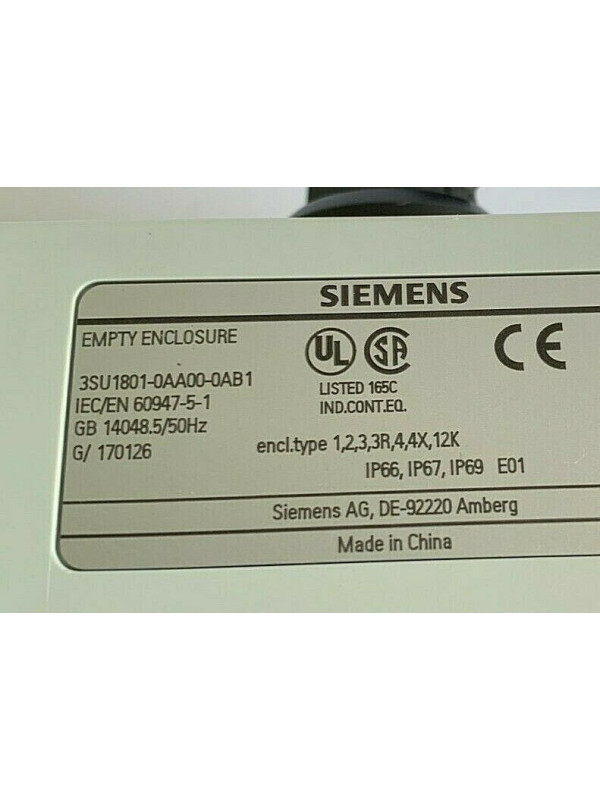 SIEMENS
EMPTY ENCLOSURE
3SU1801-0AA00-0AB1
IEC/EN 60947-5-1
GB 14048.5/50Hz
G/ 170126
UL SA CE
LISTED 165C
IND.CONT.EQ.
encl.type 1,2,3,3R,4,4X,12K
IP66, IP67, IP69 E01
Siemens AG, DE-92220 Amberg
Made in China